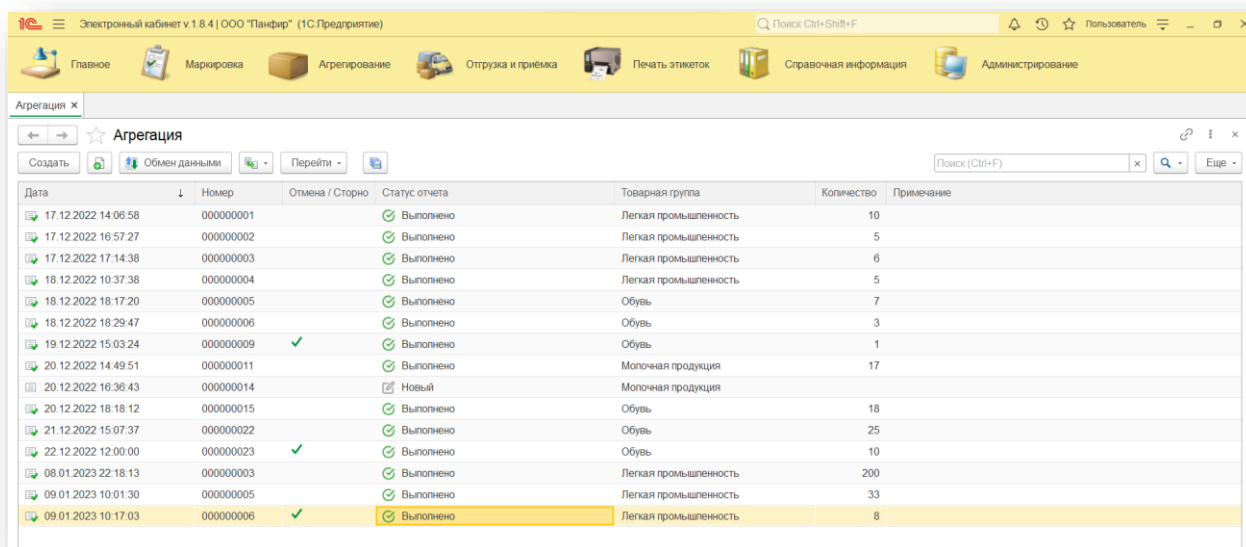 1С Электронный кабинет v.1.8.4 | ООО "Панфир" (1С:Предприятие) Поиск Ctrl+Shift+F Пользователь
Главное Маркировка Агрегирование Отгрузка и приёмка Печать этикеток Справочная информация Администрирование
Агрегация ×
Агрегация
Создать Обмен данными Перейти Поиск (Ctrl+F) × Еще
Дата ↓ Номер Отмена / Сторно Статус отчета Товарная группа Количество Примечание
17.12.2022 14:06:58 000000001 Выполнено Легкая промышленность 10
17.12.2022 16:57:27 000000002 Выполнено Легкая промышленность 5
17.12.2022 17:14:38 000000003 Выполнено Легкая промышленность 6
18.12.2022 10:37:38 000000004 Выполнено Легкая промышленность 5
18.12.2022 18:17:20 000000005 Выполнено Обувь 7
18.12.2022 18:29:47 000000006 Выполнено Обувь 3
19.12.2022 15:03:24 000000009 ✓ Выполнено Обувь 1
20.12.2022 14:49:51 000000011 Выполнено Молочная продукция 17
20.12.2022 16:36:43 000000014 Новый Молочная продукция
20.12.2022 18:18:12 000000015 Выполнено Обувь 18
21.12.2022 15:07:37 000000022 Выполнено Обувь 25
22.12.2022 12:00:00 000000023 ✓ Выполнено Обувь 10
08.01.2023 22:18:13 000000003 Выполнено Легкая промышленность 200
09.01.2023 10:01:30 000000005 Выполнено Легкая промышленность 33
09.01.2023 10:17:03 000000006 ✓ Выполнено Легкая промышленность 8